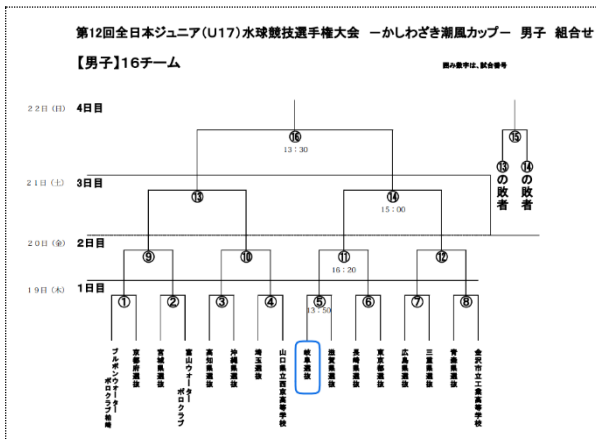 第12回全日本ジュニア(U17)水球競技選手権大会 −かしわざき潮風カップ− 男子 組合せ
【男子】16チーム
囲み数字は、試合番号
22日(日) 4日目
⑯
13:30
⑮
⑬の敗者
⑭の敗者
21日(土) 3日目
⑬
⑭
15:00
20日(金) 2日目
⑨
⑩
⑪
⑫
16:20
19日(木) 1日目
①
②
③
④
⑤
⑥
⑦
⑧
13:50
ブルボンウォーターポロクラブ柏崎
京都府選抜
宮城県選抜
富山ウォーターポロクラブ
高知県選抜
沖縄県選抜
埼玉選抜
山口県立西京高等学校
岐阜選抜
滋賀県選抜
長崎県選抜
東京都選抜
広島県選抜
三重県選抜
青森県選抜
金沢市立工業高等学校